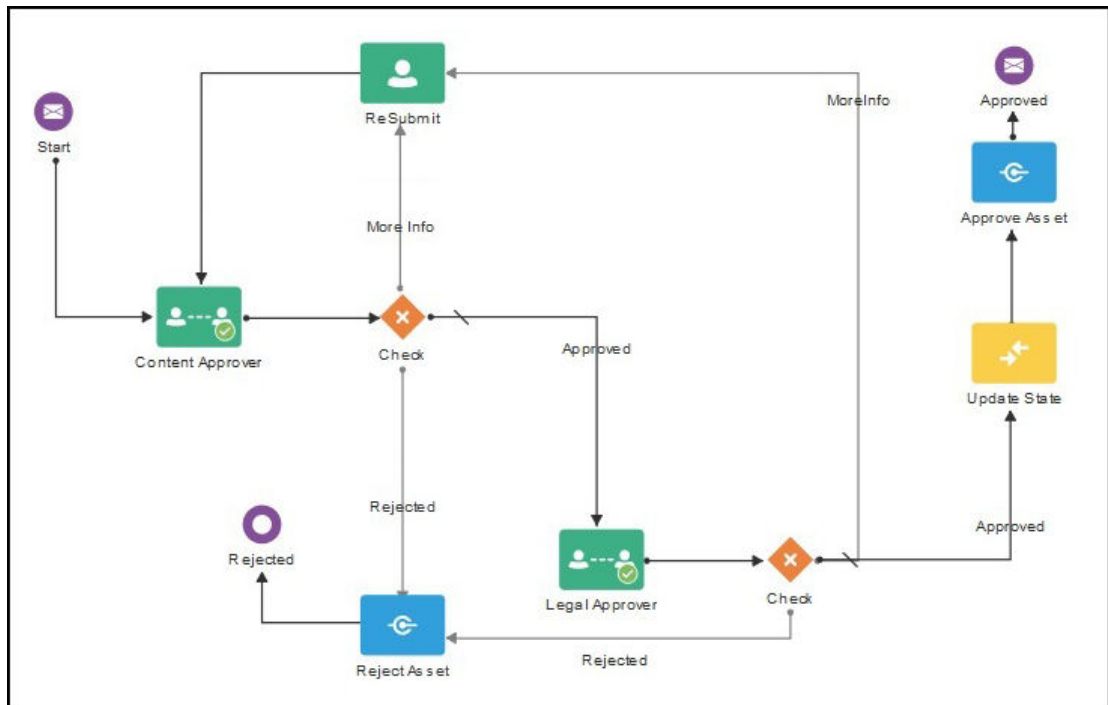 MoreInfo
Approved
ReSubmit
Start
Approve Asset
More Info
Approved
Check
Content Approver
Update State
Rejected
Approved
Rejected
Legal Approver
Check
Rejected
Reject Asset